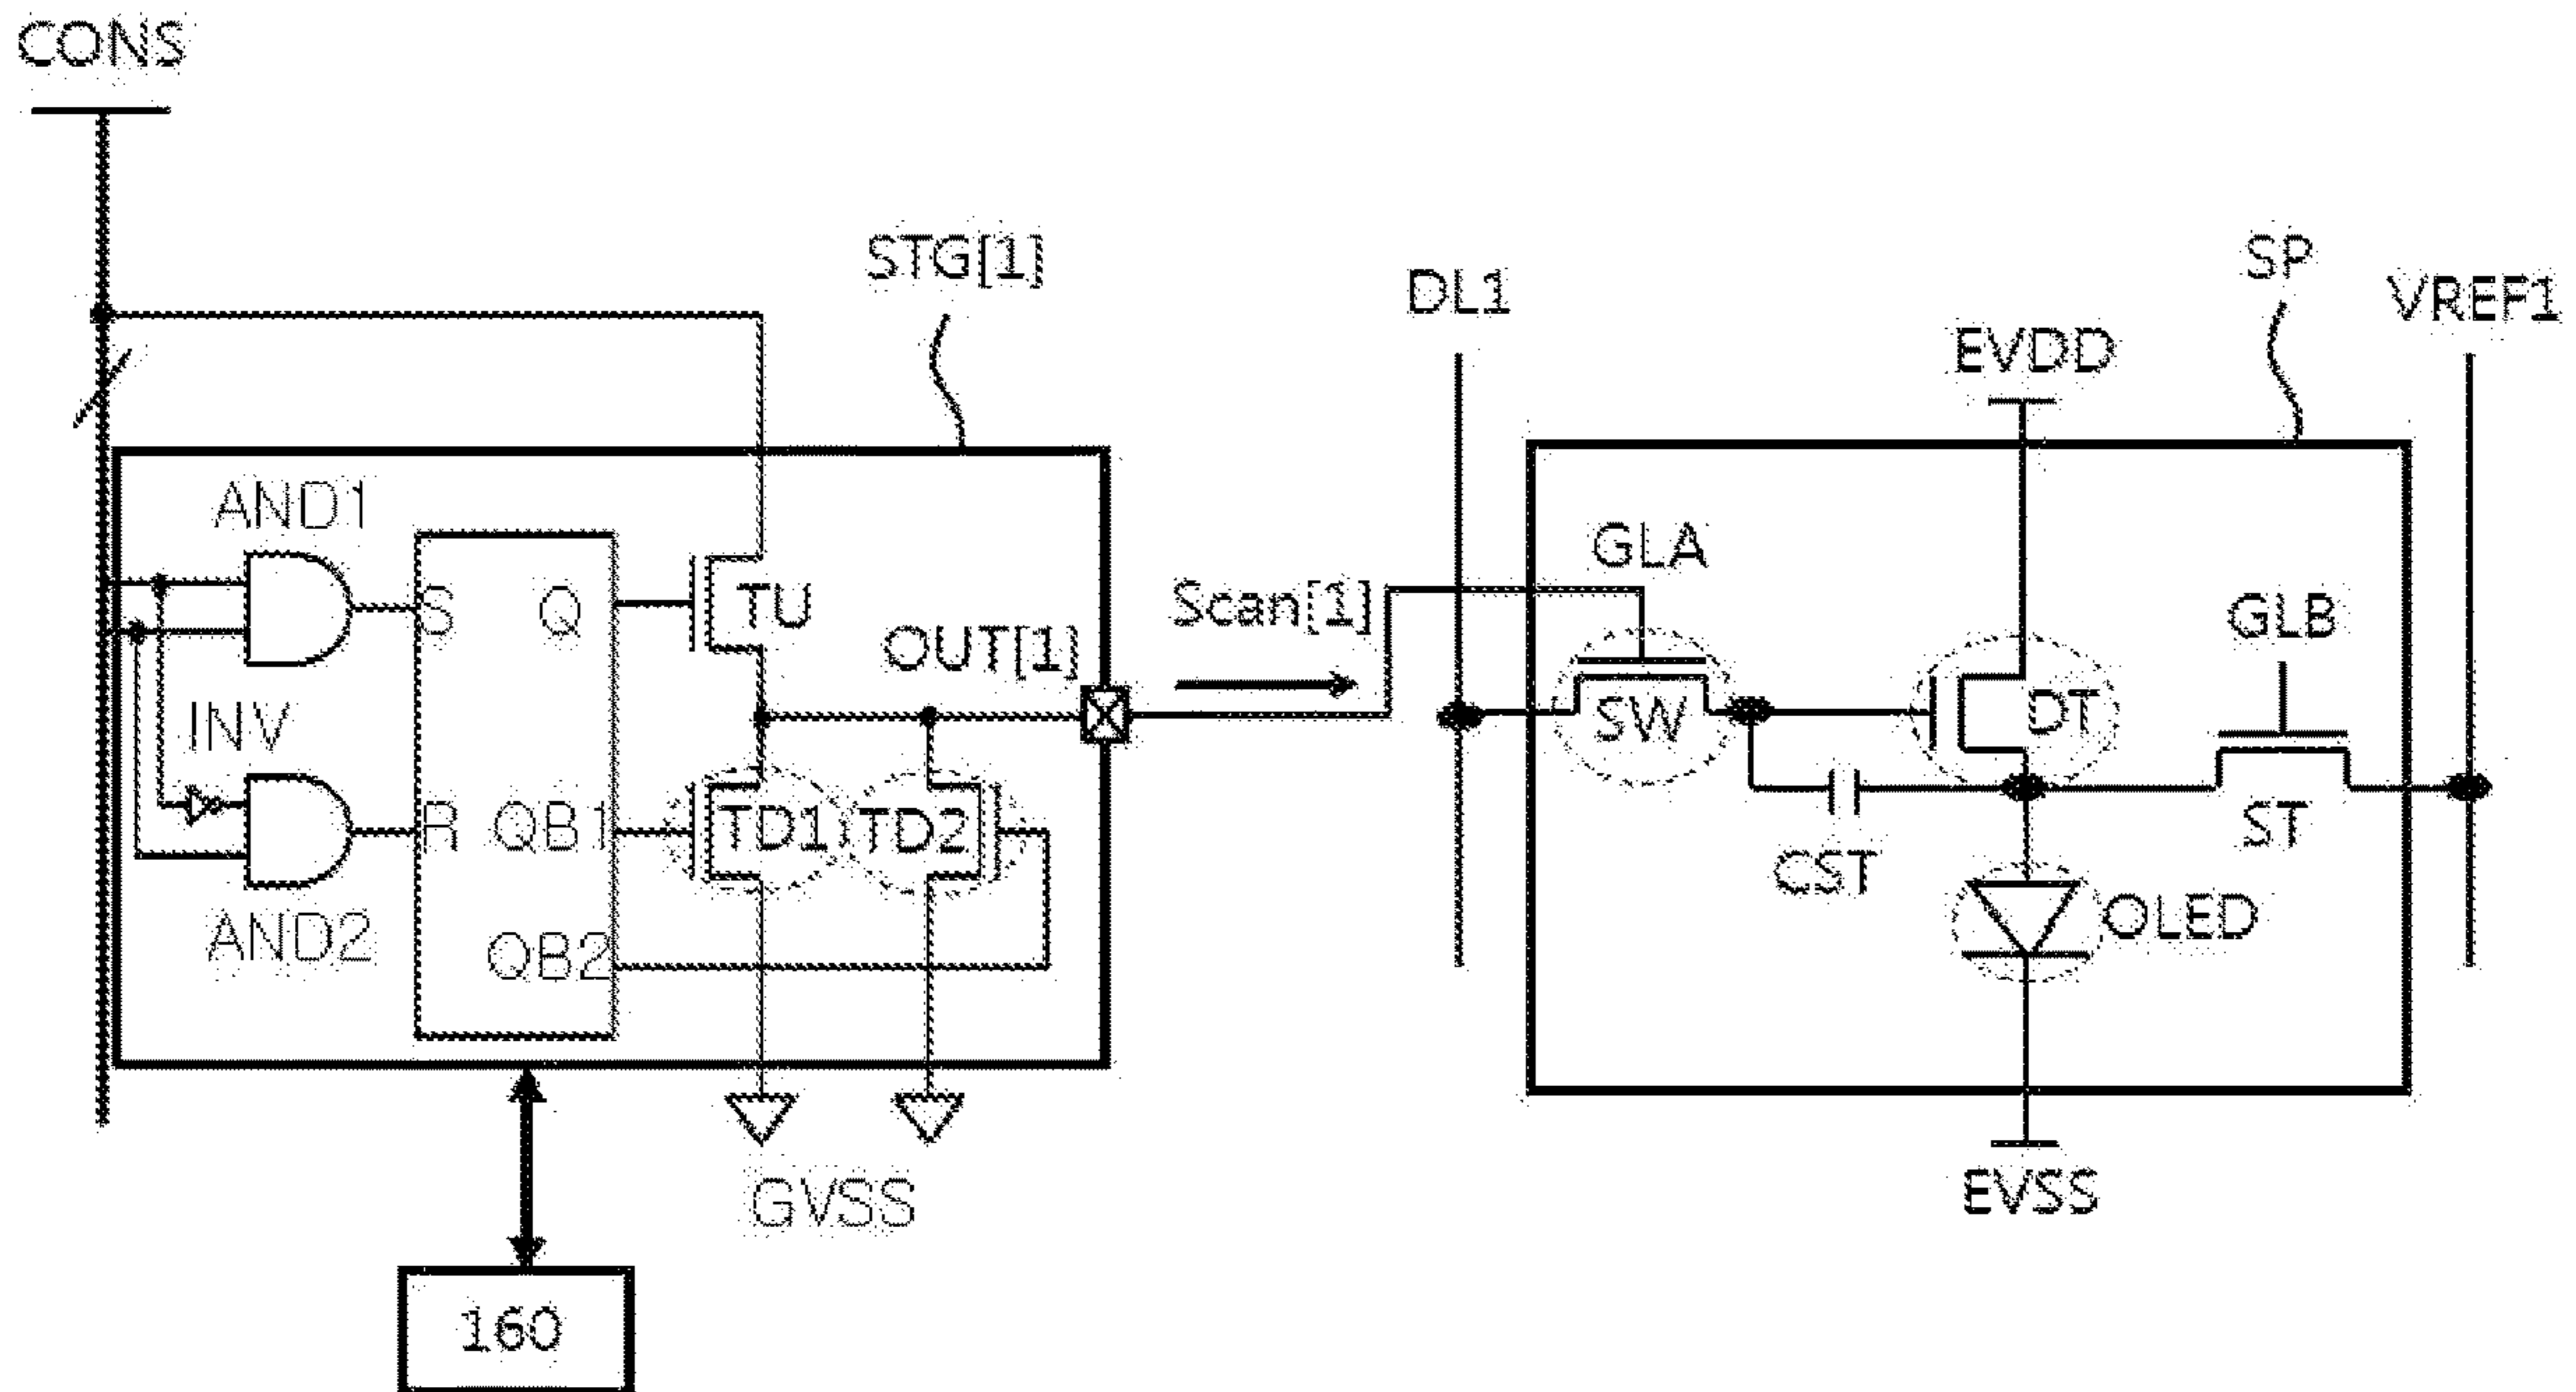 CONS
STG[1]
SP
DL1
VREF1
EVDD
AND1
GLA
S
Q
TU
Scan[1]
GLB
OUT[1]
INV
SW
DT
R
QB1
TD1
TD2
ST
CST
AND2
QB2
OLED
GVSS
EVSS
160